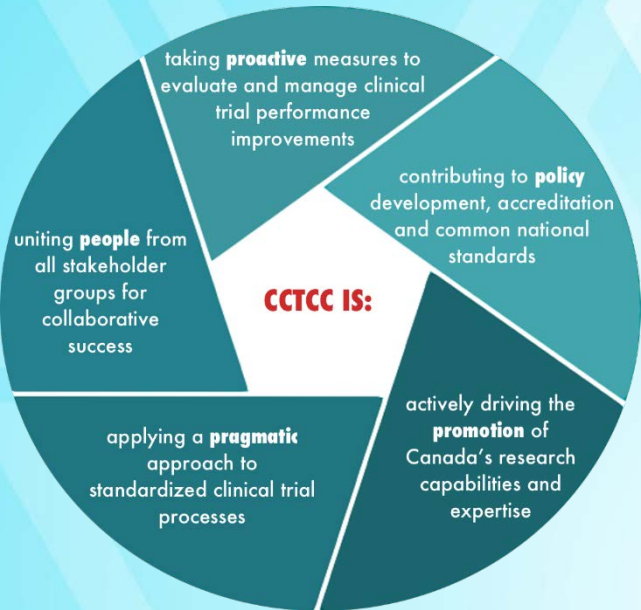 taking proactive measures to
evaluate and manage clinical
trial performance
improvements
contributing to policy
development, accreditation
and common national
standards
uniting people from
all stakeholder
groups for
collaborative
success
CCTCC IS:
actively driving the
promotion of
Canada's research
capabilities and
expertise
applying a pragmatic
approach to
standardized clinical trial
processes